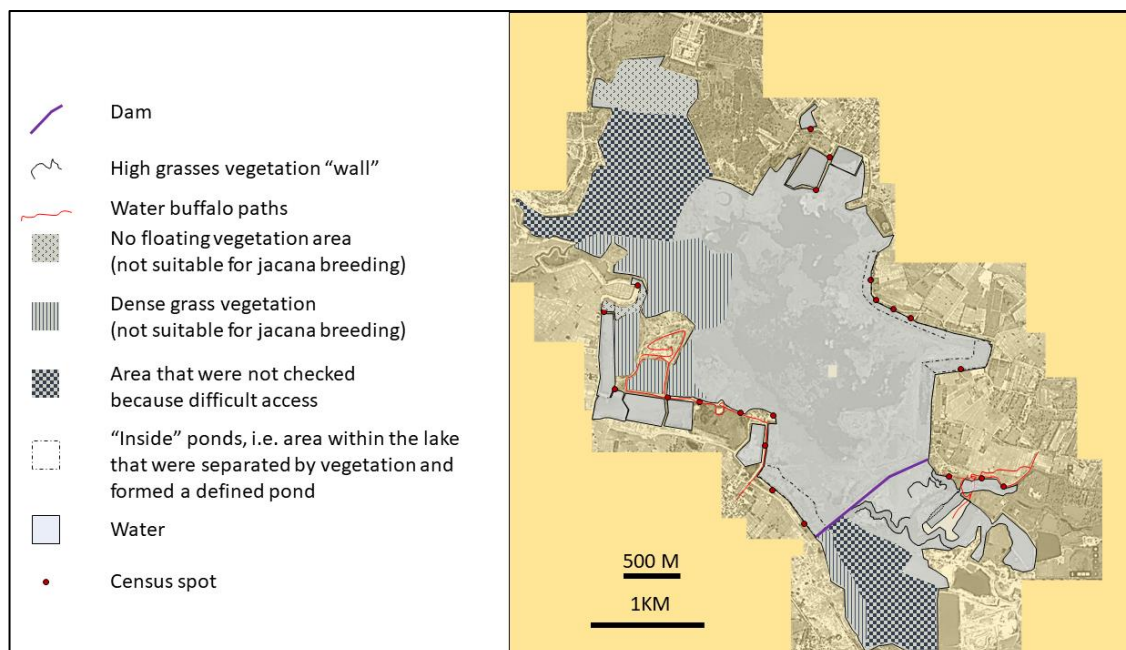 Dam
High grasses vegetation “wall”
Water buffalo paths
No floating vegetation area
(not suitable for jacana breeding)
Dense grass vegetation
(not suitable for jacana breeding)
Area that were not checked
because difficult access
“Inside” ponds, i.e. area within the lake
that were separated by vegetation and
formed a defined pond
Water
Census spot
500 M
1KM